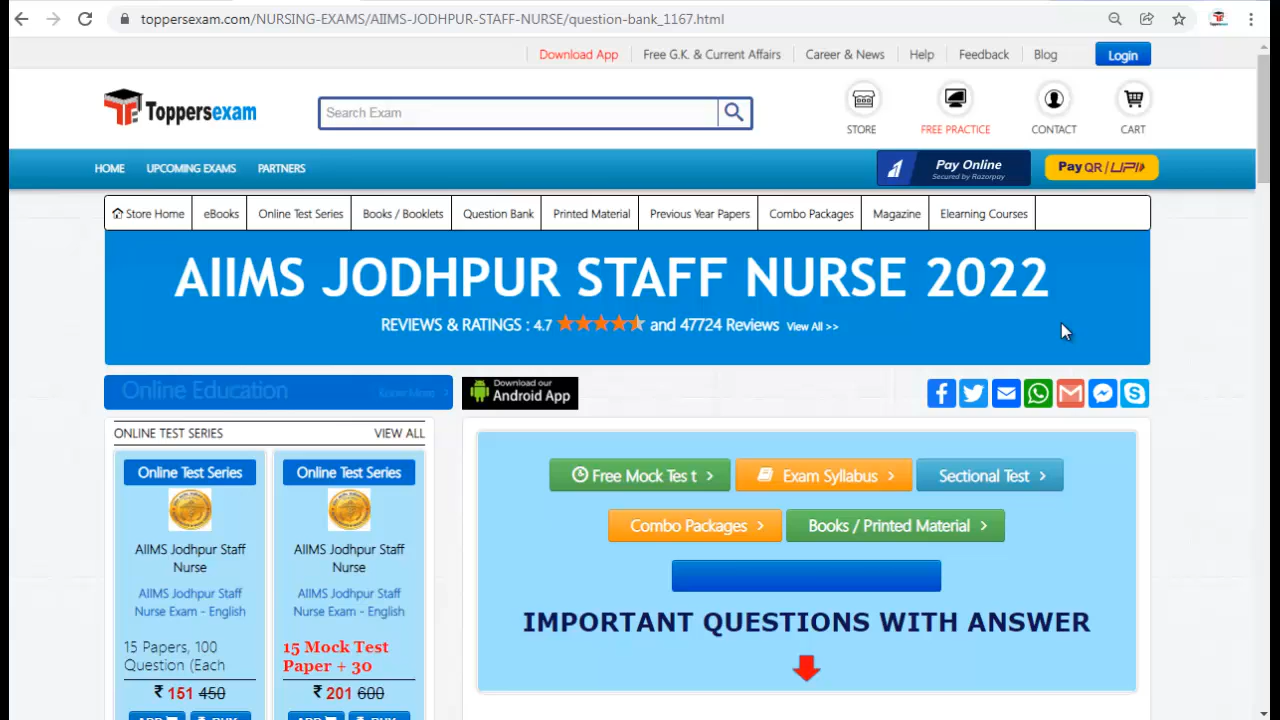 toppersexam.com/NURSING-EXAMS/AIIMS-JODHPUR-STAFF-NURSE/question-bank_1167.html
Download App Free G.K. & Current Affairs Career & News Help Feedback Blog Login
Toppersexam
Search Exam
STORE FREE PRACTICE CONTACT CART
HOME UPCOMING EXAMS PARTNERS
Pay Online
Secured by Razorpay
Pay QR / UPI
Store Home eBooks Online Test Series Books / Booklets Question Bank Printed Material Previous Year Papers Combo Packages Magazine Elearning Courses
AIIMS JODHPUR STAFF NURSE 2022
REVIEWS & RATINGS : 4.7 and 47724 Reviews View All >>
Online Education Know More >
Download our
Android App
ONLINE TEST SERIES VIEW ALL
Online Test Series
AIIMS Jodhpur Staff
Nurse
AIIMS Jodhpur Staff
Nurse Exam - English
15 Papers, 100
Question (Each
₹ 151 450
Online Test Series
AIIMS Jodhpur Staff
Nurse
AIIMS Jodhpur Staff
Nurse Exam - English
15 Mock Test
Paper + 30
₹ 201 600
Free Mock Tes t >
Exam Syllabus >
Sectional Test >
Combo Packages >
Books / Printed Material >
IMPORTANT QUESTIONS WITH ANSWER